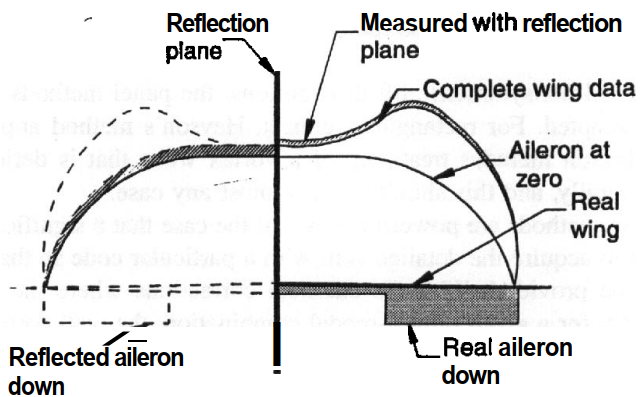 Reflection
plane
Measured with reflection
plane
Complete wing data
Aileron at
zero
Real
wing
Reflected aileron
down
Real aileron
down